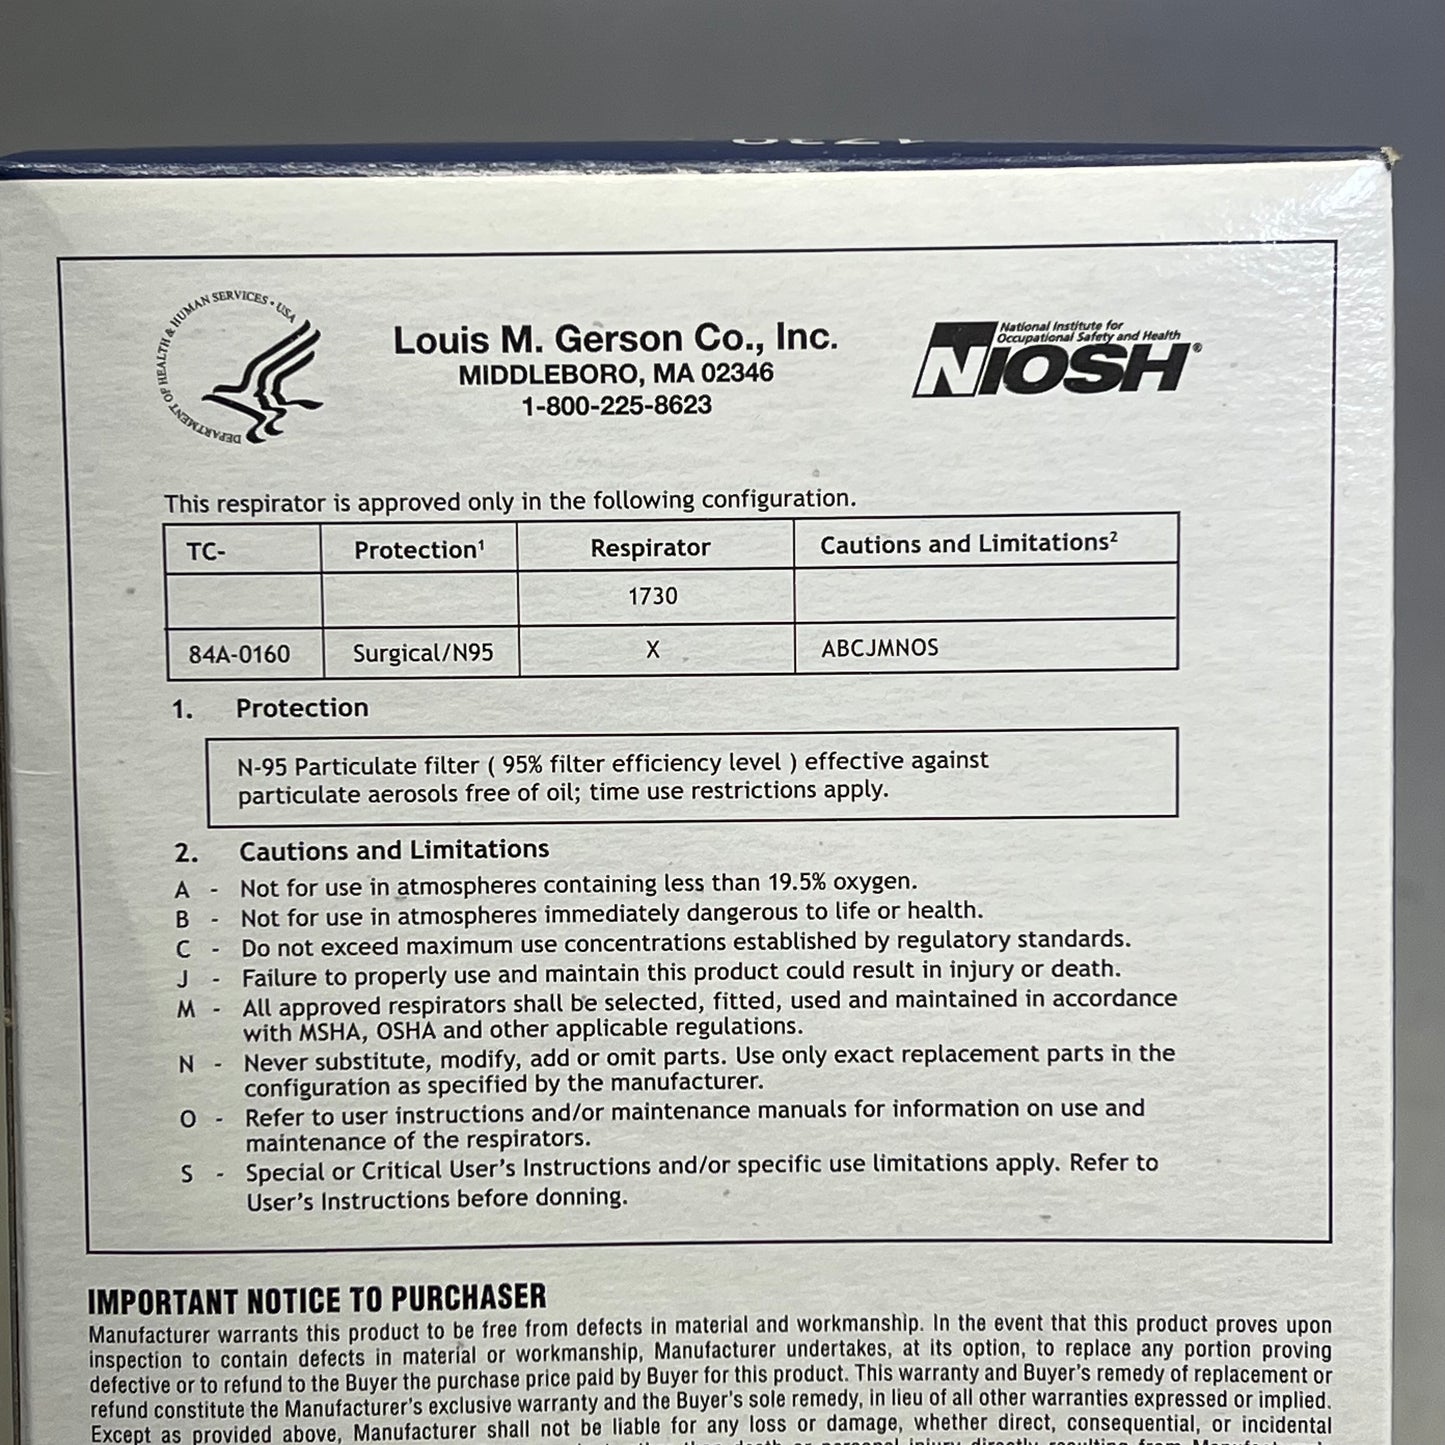 DEPARTMENT OF HEALTH & HUMAN SERVICES • USA
Louis M. Gerson Co., Inc.
MIDDLEBORO, MA 02346
1-800-225-8623
National Institute for
Occupational Safety and Health
NIOSH®
This respirator is approved only in the following configuration.
TC- Protection¹ Respirator Cautions and Limitations²
1730
84A-0160 Surgical/N95 X ABCJMNOS
1. Protection
N-95 Particulate filter ( 95% filter efficiency level ) effective against
particulate aerosols free of oil; time use restrictions apply.
2. Cautions and Limitations
A - Not for use in atmospheres containing less than 19.5% oxygen.
B - Not for use in atmospheres immediately dangerous to life or health.
C - Do not exceed maximum use concentrations established by regulatory standards.
J - Failure to properly use and maintain this product could result in injury or death.
M - All approved respirators shall be selected, fitted, used and maintained in accordance
with MSHA, OSHA and other applicable regulations.
N - Never substitute, modify, add or omit parts. Use only exact replacement parts in the
configuration as specified by the manufacturer.
O - Refer to user instructions and/or maintenance manuals for information on use and
maintenance of the respirators.
S - Special or Critical User's Instructions and/or specific use limitations apply. Refer to
User's Instructions before donning.
IMPORTANT NOTICE TO PURCHASER
Manufacturer warrants this product to be free from defects in material and workmanship. In the event that this product proves upon
inspection to contain defects in material or workmanship, Manufacturer undertakes, at its option, to replace any portion proving
defective or to refund to the Buyer the purchase price paid by Buyer for this product. This warranty and Buyer's remedy of replacement or
refund constitute the Manufacturer's exclusive warranty and the Buyer's sole remedy, in lieu of all other warranties expressed or implied.
Except as provided above, Manufacturer shall not be liable for any loss or damage, whether direct, consequential, or incidental